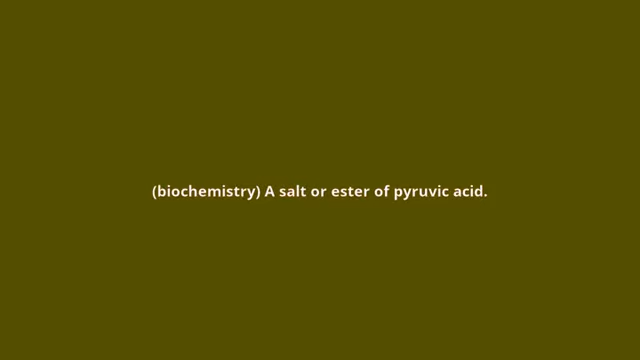 (biochemistry) A salt or ester of pyruvic acid.